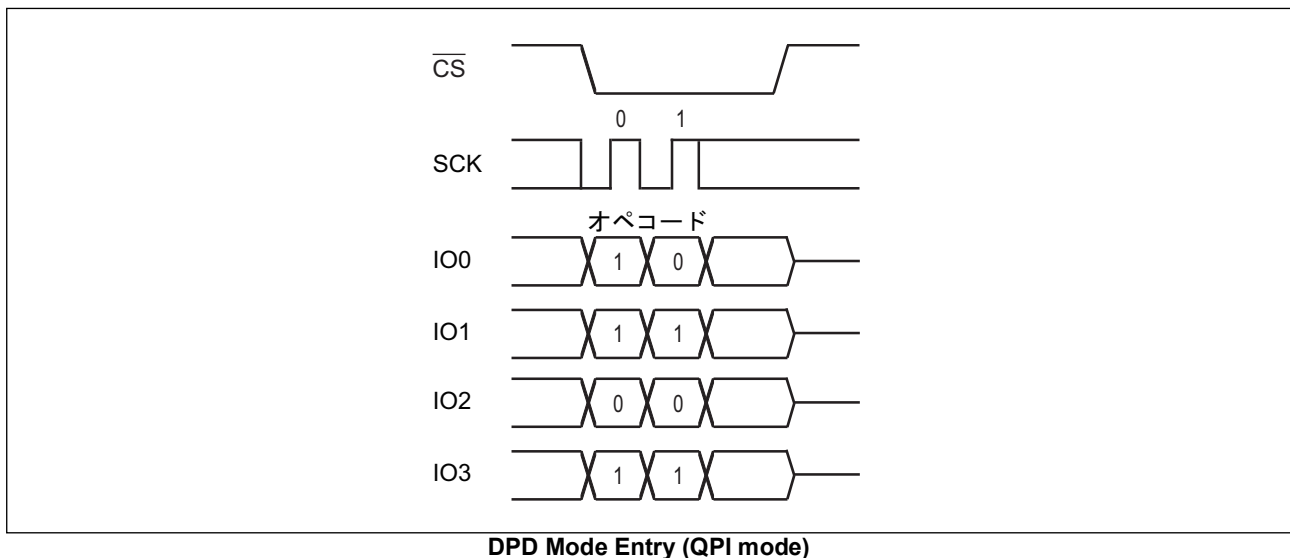 CS
0 1
SCK
オペコード
IO0 1 0
IO1 1 1
IO2 0 0
IO3 1 1
DPD Mode Entry (QPI mode)